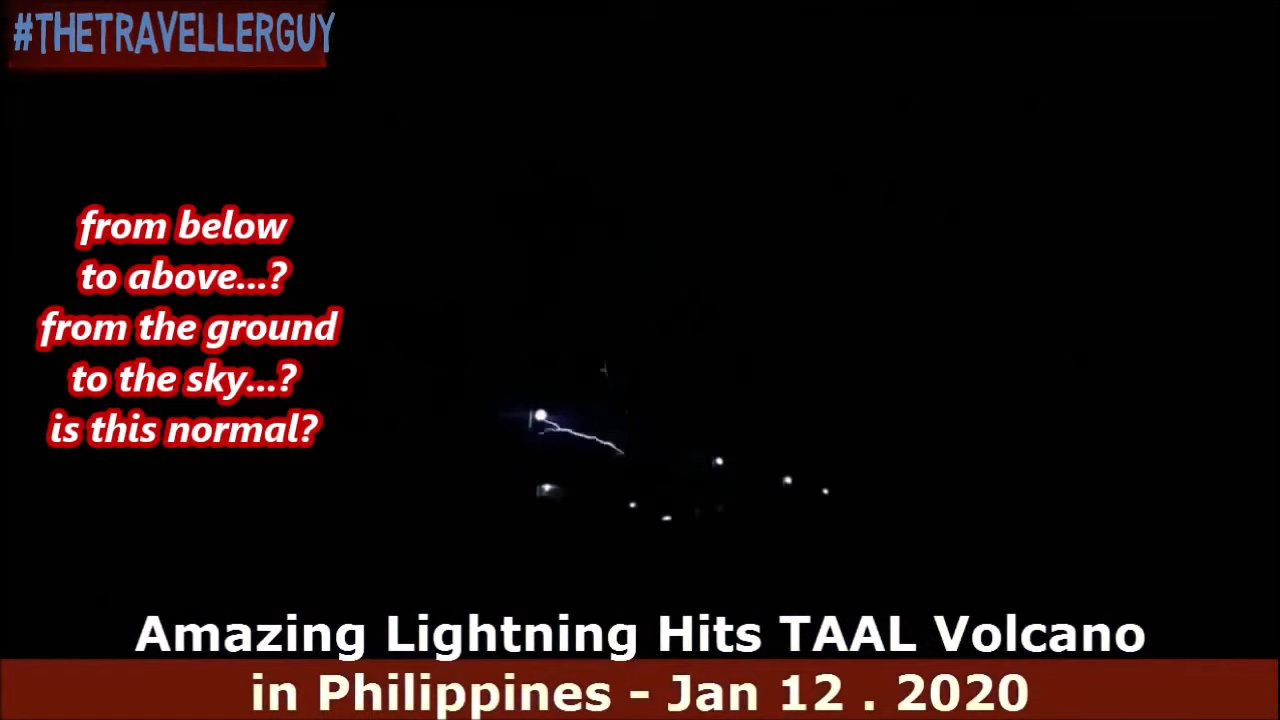 #THETRAVELLERGUY
from below
to above...?
from the ground
to the sky...?
is this normal?
Amazing Lightning Hits TAAL Volcano
in Philippines - Jan 12 . 2020